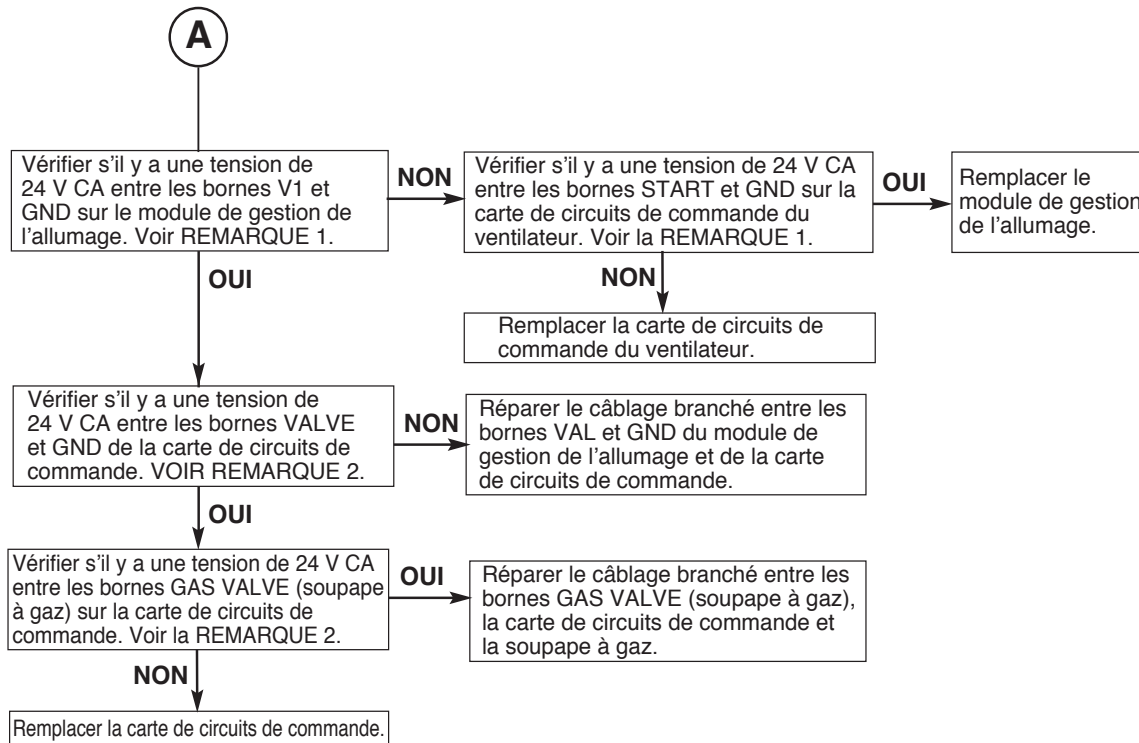 A
Vérifier s'il y a une tension de
24 V CA entre les bornes V1 et
GND sur le module de gestion de
l'allumage. Voir REMARQUE 1.
NON
Vérifier s'il y a une tension de 24 V CA
entre les bornes START et GND sur la
carte de circuits de commande du
ventilateur. Voir la REMARQUE 1.
OUI
Remplacer le
module de gestion
de l'allumage.
OUI
NON
Remplacer la carte de circuits de
commande du ventilateur.
Vérifier s'il y a une tension de
24 V CA entre les bornes VALVE
et GND de la carte de circuits de
commande. VOIR REMARQUE 2.
NON
Réparer le câblage branché entre les
bornes VAL et GND du module de
gestion de l'allumage et de la carte
de circuits de commande.
OUI
Vérifier s'il y a une tension de 24 V CA
entre les bornes GAS VALVE (soupape
à gaz) sur la carte de circuits de
commande. Voir la REMARQUE 2.
OUI
Réparer le câblage branché entre les
bornes GAS VALVE (soupape à gaz),
la carte de circuits de commande et
la soupape à gaz.
NON
Remplacer la carte de circuits de commande.